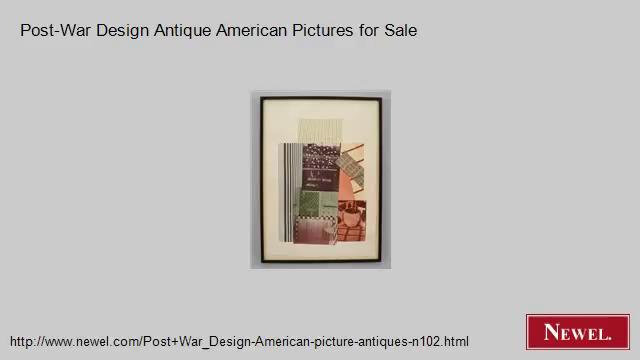 Post-War Design Antique American Pictures for Sale
http://www.newel.com/Post+War_Design-American-picture-antiques-n102.html
NEWEL.